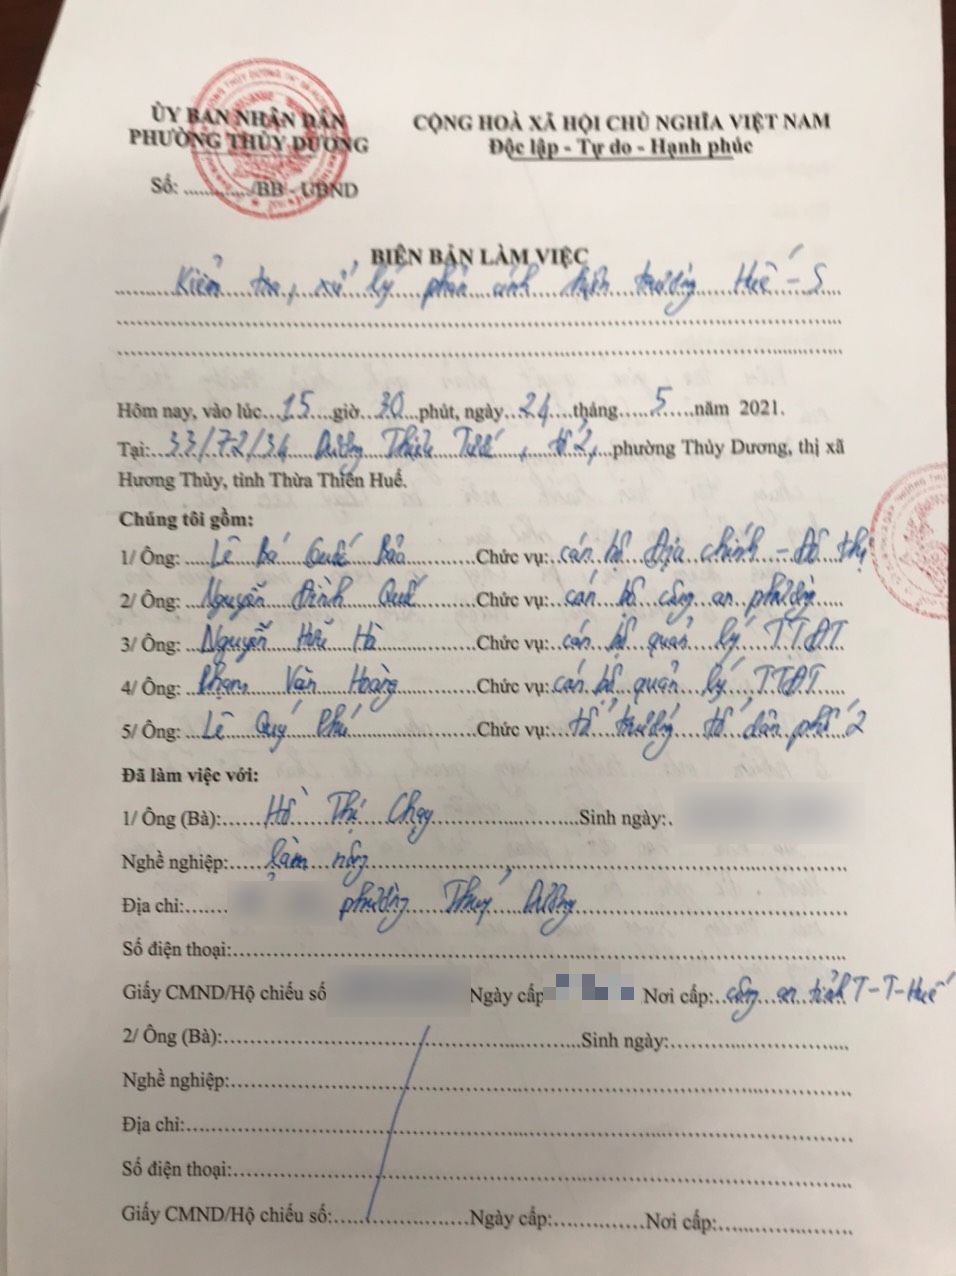 ỦY BAN NHÂN DÂN
PHƯỜNG THỦY DƯƠNG
Số: ............/BB - UBND
CỘNG HOÀ XÃ HỘI CHỦ NGHĨA VIỆT NAM
Độc lập - Tự do - Hạnh phúc
BIÊN BẢN LÀM VIỆC
Kiểm tra, xử lý phản ánh hiện trường Huế-S
Hôm nay, vào lúc 15 giờ 30 phút, ngày 24 tháng 5 năm 2021.
Tại: 33/72/34 Dương Thiệu Tước, tổ 2, phường Thủy Dương, thị xã
Hương Thủy, tỉnh Thừa Thiên Huế.
Chúng tôi gồm:
1/ Ông: Lê Bá Quốc Bảo Chức vụ: cán bộ địa chính - Đô thị
2/ Ông: Nguyễn Đình Quế Chức vụ: cán bộ công an phường
3/ Ông: Nguyễn Hữu Hà Chức vụ: cán bộ quản lý TTĐT
4/ Ông: Phạm Văn Hoàng Chức vụ: cán bộ quản lý TTĐT
5/ Ông: Lê Quý Phú Chức vụ: tổ trưởng tổ dân phố 2
Đã làm việc với:
1/ Ông (Bà): Hồ Thị Chạy Sinh ngày:
Nghề nghiệp: làm nông
Địa chỉ: phường Thủy Dương
Số điện thoại:
Giấy CMND/Hộ chiếu số Ngày cấp Nơi cấp: công an tỉnh T-T-Huế
2/ Ông (Bà): Sinh ngày:
Nghề nghiệp:
Địa chỉ:
Số điện thoại:
Giấy CMND/Hộ chiếu số: Ngày cấp: Nơi cấp: